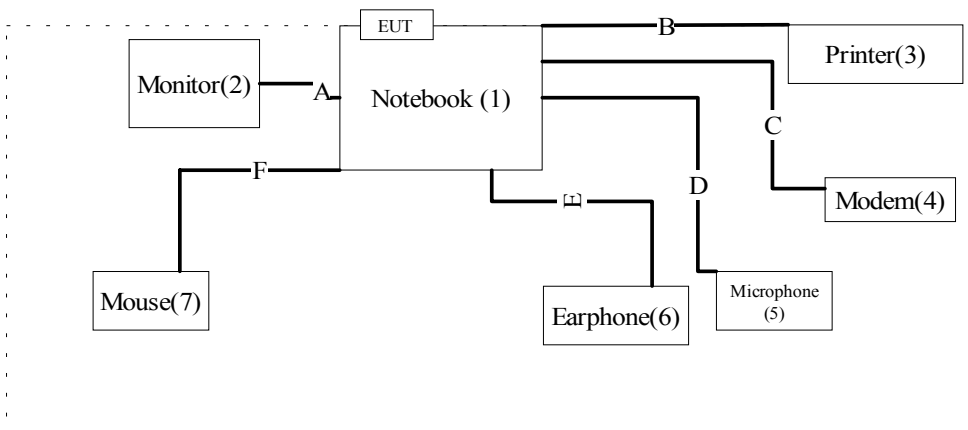 EUT
B
Printer(3)
Monitor(2)
A
Notebook (1)
C
F
D
E
Modem(4)
Mouse(7)
Earphone(6)
Microphone
(5)